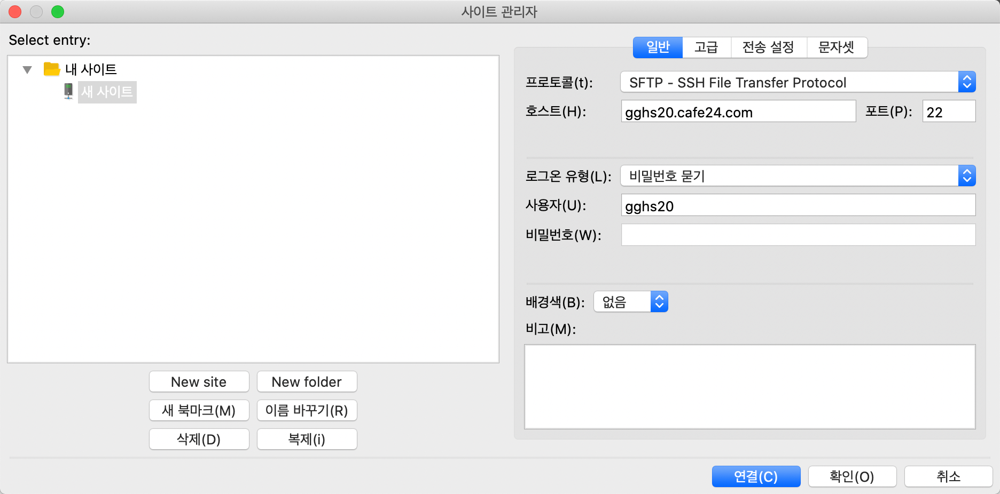 사이트 관리자
Select entry:
내 사이트
새 사이트
New site
New folder
새 북마크(M)
이름 바꾸기(R)
삭제(D)
복제(i)
일반
고급
전송 설정
문자셋
프로토콜(t):
SFTP - SSH File Transfer Protocol
호스트(H):
gghs20.cafe24.com
포트(P):
22
로그온 유형(L):
비밀번호 묻기
사용자(U):
gghs20
비밀번호(W):
배경색(B):
없음
비고(M):
연결(C)
확인(O)
취소